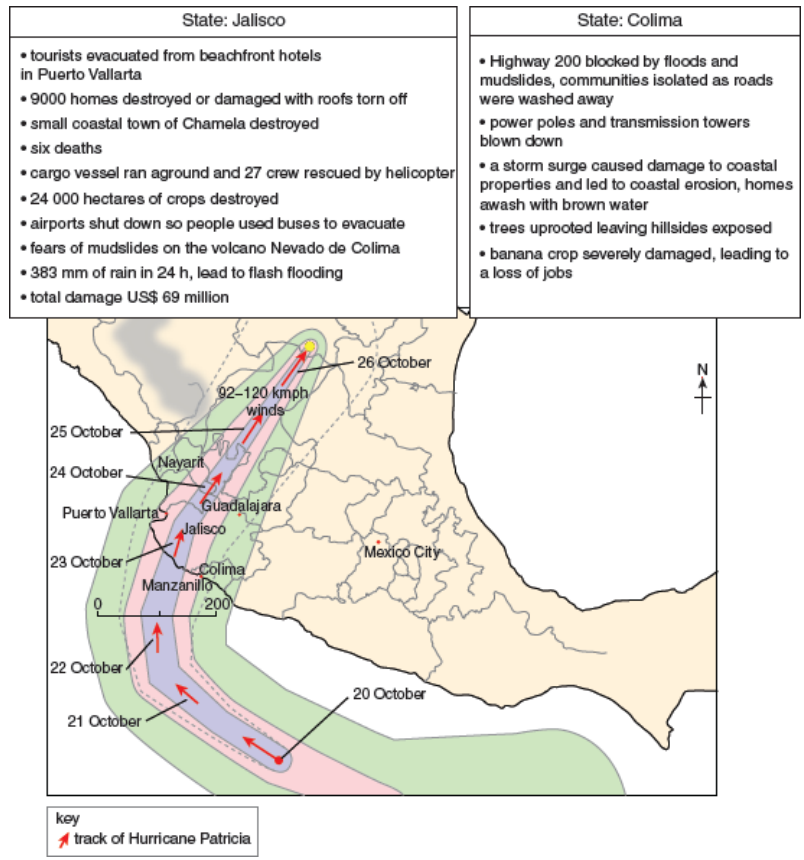 State: Jalisco
• tourists evacuated from beachfront hotels
in Puerto Vallarta
• 9000 homes destroyed or damaged with roofs torn off
• small coastal town of Chamela destroyed
• six deaths
• cargo vessel ran aground and 27 crew rescued by helicopter
• 24 000 hectares of crops destroyed
• airports shut down so people used buses to evacuate
• fears of mudslides on the volcano Nevado de Colima
• 383 mm of rain in 24 h, lead to flash flooding
• total damage US$ 69 million
State: Colima
• Highway 200 blocked by floods and
mudslides, communities isolated as roads
were washed away
• power poles and transmission towers
blown down
• a storm surge caused damage to coastal
properties and led to coastal erosion, homes
awash with brown water
• trees uprooted leaving hillsides exposed
• banana crop severely damaged, leading to
a loss of jobs
26 October
N
92–120 kmph
winds
25 October
Nayarit
24 October
Puerto Vallarta
Guadalajara
Jalisco
Mexico City
23 October
Colima
Manzanillo
0 200
22 October
20 October
21 October
key
track of Hurricane Patricia